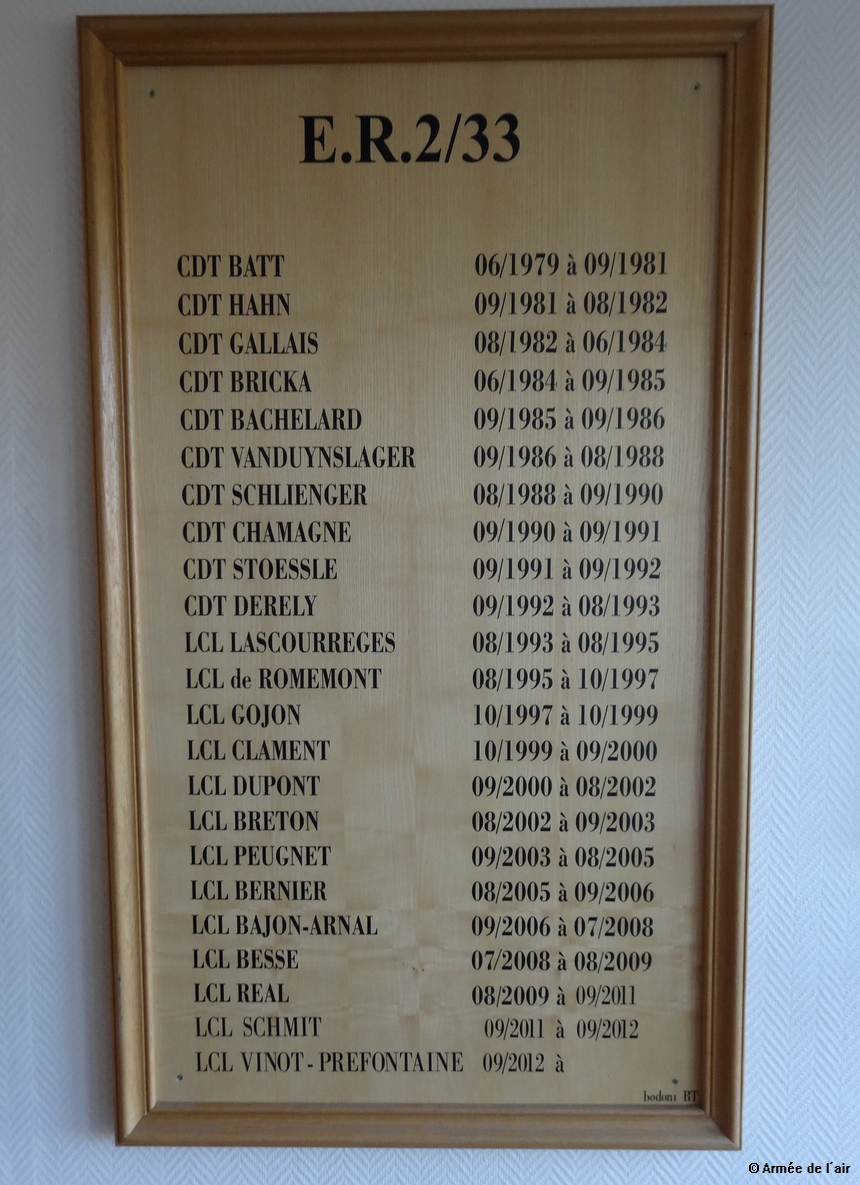 E.R.2/33
CDT BATT 06/1979 à 09/1981
CDT HAHN 09/1981 à 08/1982
CDT GALLAIS 08/1982 à 06/1984
CDT BRICKA 06/1984 à 09/1985
CDT BACHELARD 09/1985 à 09/1986
CDT VANDUYNSLAGER 09/1986 à 08/1988
CDT SCHLIENGER 08/1988 à 09/1990
CDT CHAMAGNE 09/1990 à 09/1991
CDT STOESSLE 09/1991 à 09/1992
CDT DERELY 09/1992 à 08/1993
LCL LASCOURREGES 08/1993 à 08/1995
LCL de ROMEMONT 08/1995 à 10/1997
LCL GOJON 10/1997 à 10/1999
LCL CLAMENT 10/1999 à 09/2000
LCL DUPONT 09/2000 à 08/2002
LCL BRETON 08/2002 à 09/2003
LCL PEUGNET 09/2003 à 08/2005
LCL BERNIER 08/2005 à 09/2006
LCL BAJON-ARNAL 09/2006 à 07/2008
LCL BESSE 07/2008 à 08/2009
LCL REAL 08/2009 à 09/2011
LCL SCHMIT 09/2011 à 09/2012
LCL VINOT-PREFONTAINE 09/2012 à
bodoni BT
© Armée de l'air